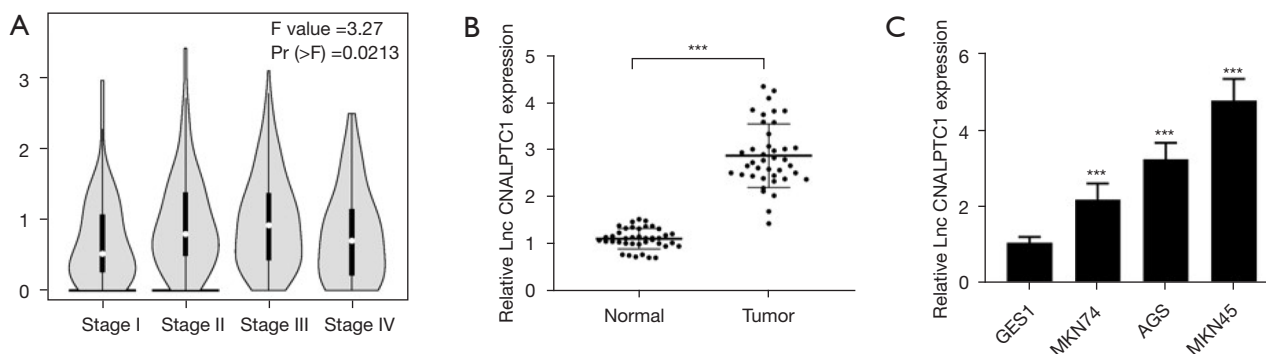 A
F value =3.27
Pr (>F) =0.0213
3
2
1
0
Stage I
Stage II
Stage III
Stage IV
B
Relative Lnc CNALPTC1 expression
5
4
3
2
1
0
***
Normal
Tumor
C
Relative Lnc CNALPTC1 expression
6
4
2
0
***
***
***
GES1
MKN74
AGS
MKN45